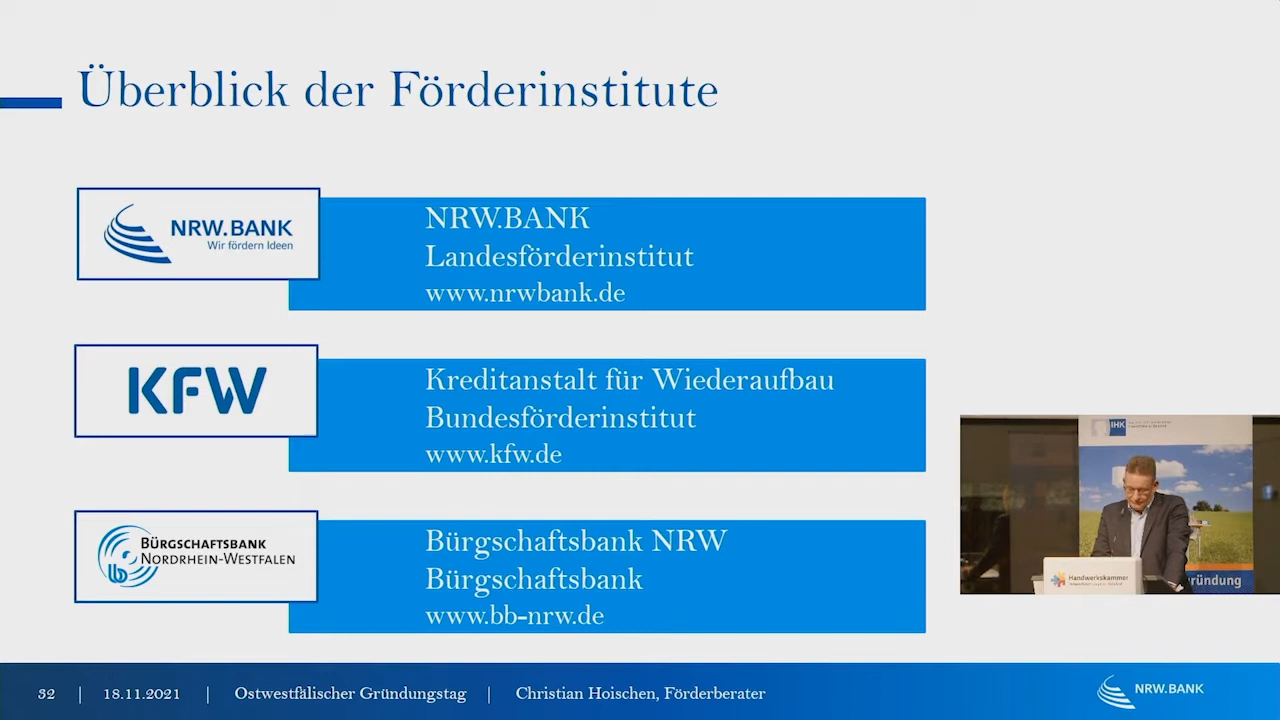 Überblick der Förderinstitute
NRW.BANK
Wir fördern Ideen
NRW.BANK
Landesförderinstitut
www.nrwbank.de
KFW
Kreditanstalt für Wiederaufbau
Bundesförderinstitut
www.kfw.de
BÜRGSCHAFTSBANK
NORDRHEIN-WESTFALEN
Bürgschaftsbank NRW
Bürgschaftsbank
www.bb-nrw.de
IHK
Handwerkskammer
ründung
32 | 18.11.2021 | Ostwestfälischer Gründungstag | Christian Hoischen, Förderberater
NRW.BANK